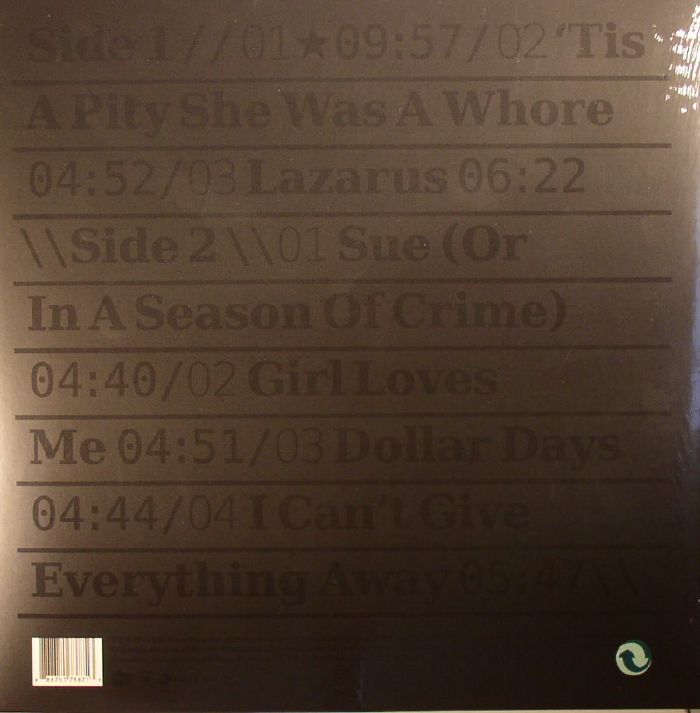 Side 1 // 01 ★ 09:57 / 02 ‘Tis
A Pity She Was A Whore
04:52/03 Lazarus 06:22
\\Side 2 \\01 Sue (Or
In A Season Of Crime)
04:40/02 Girl Loves
Me 04:51/03 Dollar Days
04:44/04 I Can’t Give
Everything Away 05:47\\